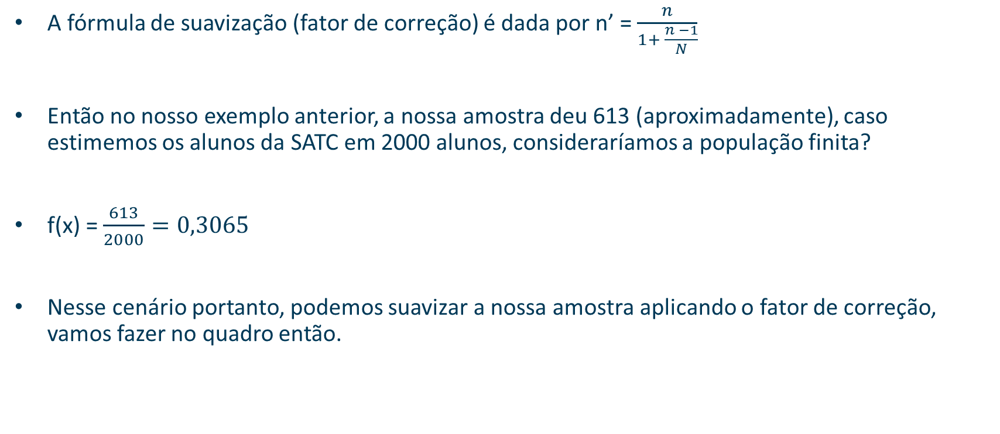 • A fórmula de suavização (fator de correção) é dada por n’ = \frac{n}{1+\frac{n-1}{N}}
• Então no nosso exemplo anterior, a nossa amostra deu 613 (aproximadamente), caso
estimemos os alunos da SATC em 2000 alunos, consideraríamos a população finita?
• f(x) = \frac{613}{2000} = 0,3065
• Nesse cenário portanto, podemos suavizar a nossa amostra aplicando o fator de correção,
vamos fazer no quadro então.